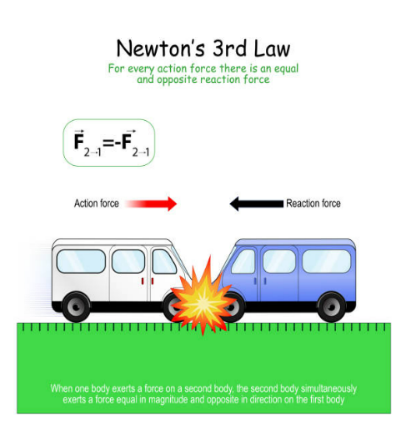 Newton's 3rd Law
For every action force there is an equal
and opposite reaction force
F⃗2→1=-F⃗2→1
Action force
Reaction force
When one body exerts a force on a second body, the second body simultaneously
exerts a force equal in magnitude and opposite in direction on the first body